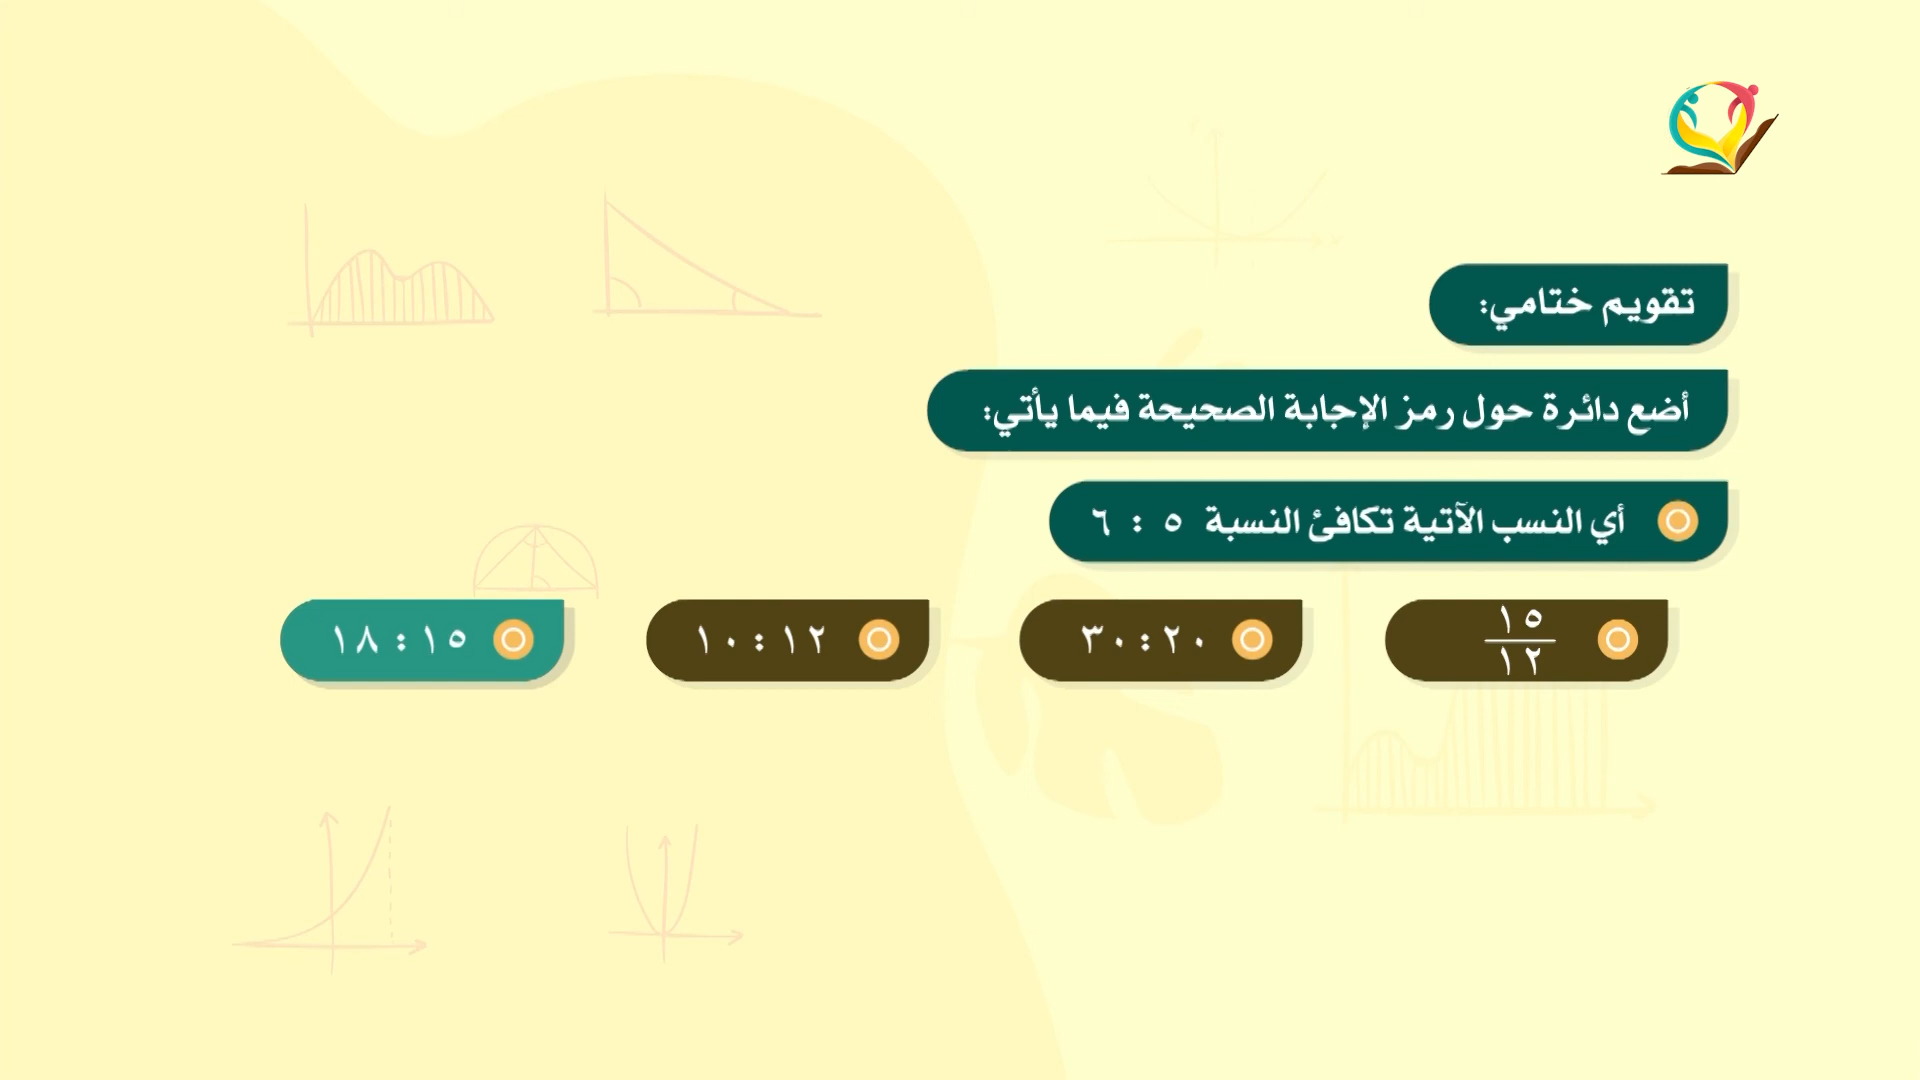 تقويم ختامي:
أضع دائرة حول رمز الإجابة الصحيحة فيما يأتي:
أي النسب الآتية تكافئ النسبة ٥ : ٦
١٥
١٢
٢٠ : ٣٠
١٢ : ١٠
١٥ : ١٨